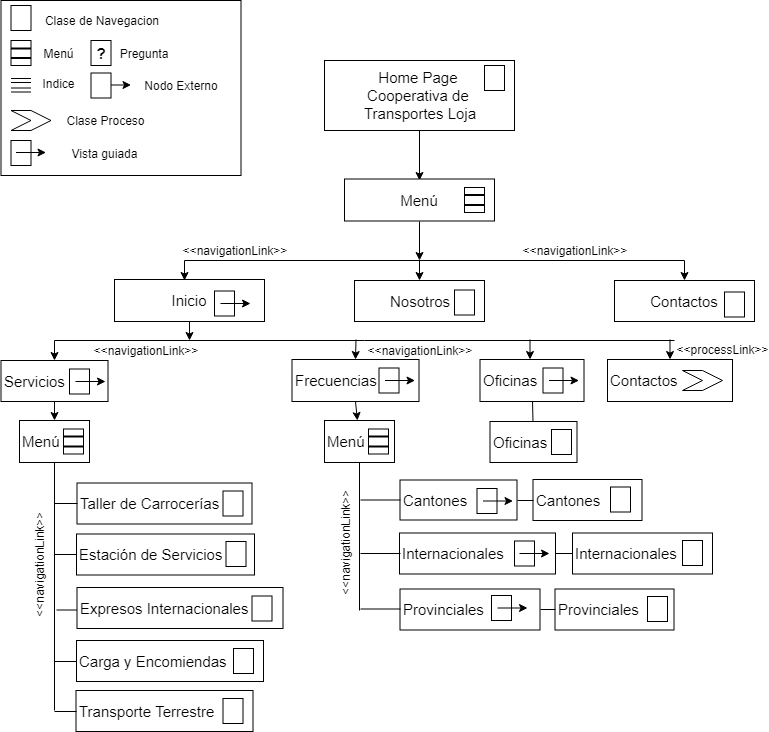 Clase de Navegacion
Menú
?
Pregunta
Indice
Nodo Externo
Clase Proceso
Vista guiada
Home Page
Cooperativa de
Transportes Loja
Menú
<<navigationLink>>
<<navigationLink>>
Inicio
Nosotros
Contactos
<<navigationLink>>
<<navigationLink>>
<<processLink>>
Servicios
Frecuencias
Oficinas
Contactos
Menú
Menú
Oficinas
<<navigationLink>>
Taller de Carrocerías
Estación de Servicios
Expresos Internacionales
Carga y Encomiendas
Transporte Terrestre
<<navigationLink>>
Cantones
Cantones
Internacionales
Internacionales
Provinciales
Provinciales